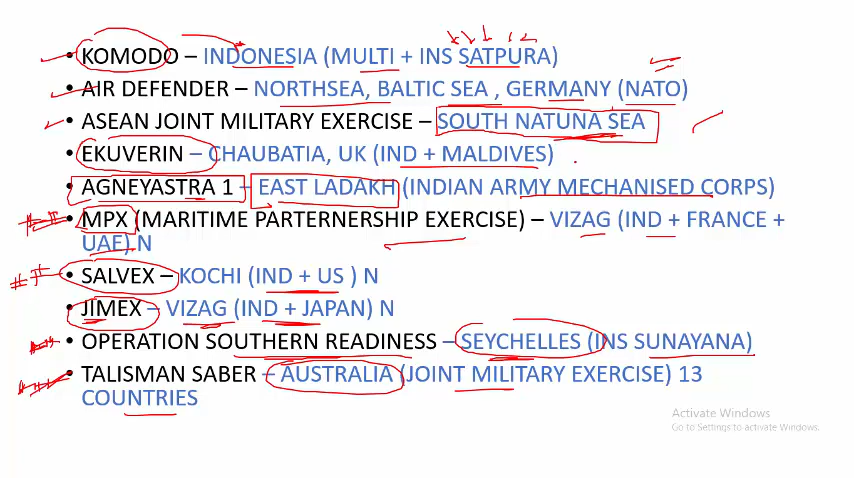 • KOMODO – INDONESIA (MULTI + INS SATPURA)
• AIR DEFENDER – NORTHSEA, BALTIC SEA , GERMANY (NATO)
• ASEAN JOINT MILITARY EXERCISE – SOUTH NATUNA SEA
• EKUVERIN – CHAUBATIA, UK (IND + MALDIVES)
• AGNEYASTRA 1 – EAST LADAKH (INDIAN ARMY MECHANISED CORPS)
• MPX (MARITIME PARTERNERSHIP EXERCISE) – VIZAG (IND + FRANCE +
UAE) N
• SALVEX – KOCHI (IND + US ) N
• JIMEX – VIZAG (IND + JAPAN) N
• OPERATION SOUTHERN READINESS – SEYCHELLES (INS SUNAYANA)
• TALISMAN SABER – AUSTRALIA (JOINT MILITARY EXERCISE) 13
COUNTRIES
Activate Windows
Go to Settings to activate Windows.